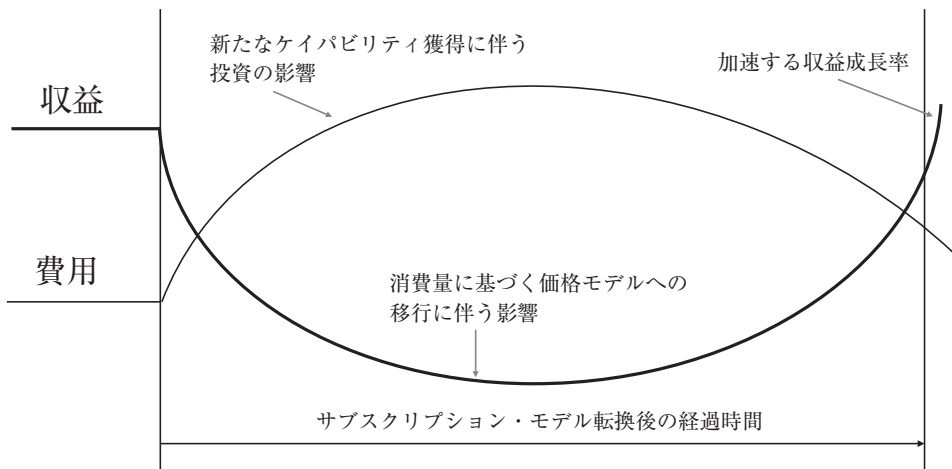 新たなケイパビリティ獲得に伴う
投資の影響
加速する収益成長率
収益
費用
消費量に基づく価格モデルへの
移行に伴う影響
サブスクリプション・モデル転換後の経過時間